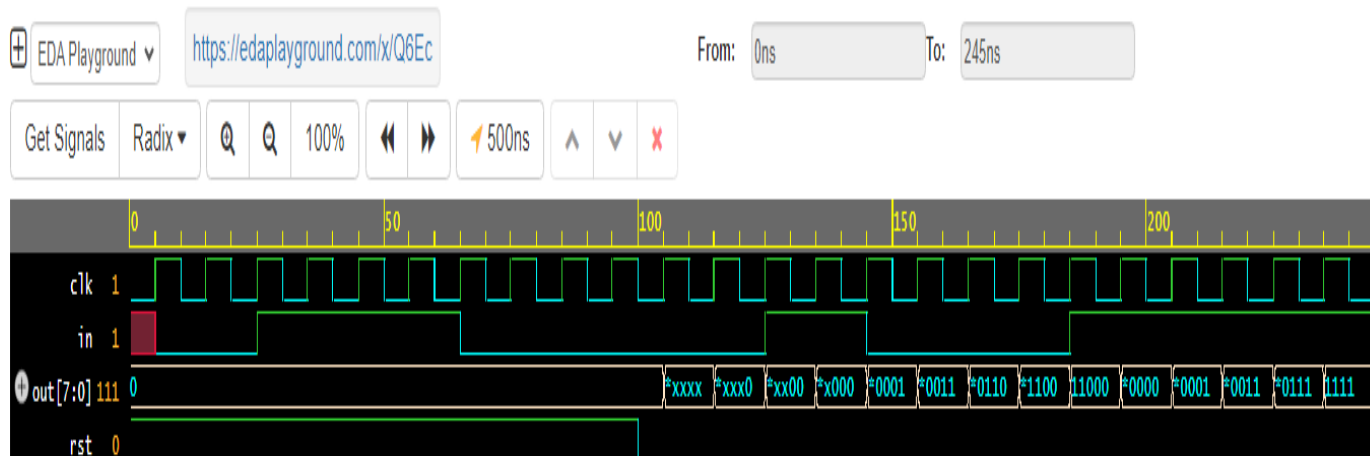 EDA Playground https://edaplayground.com/x/Q6Ec From: 0ns To: 245ns
Get Signals Radix 100% 500ns
0 50 100 150 200
clk 1
in 1
out[7:0] 111 0 *xxxx *xxx0 *xx00 *x000 *0001 *0011 *0110 *1100 11000 *0000 *0001 *0011 *0111 1111
rst 0